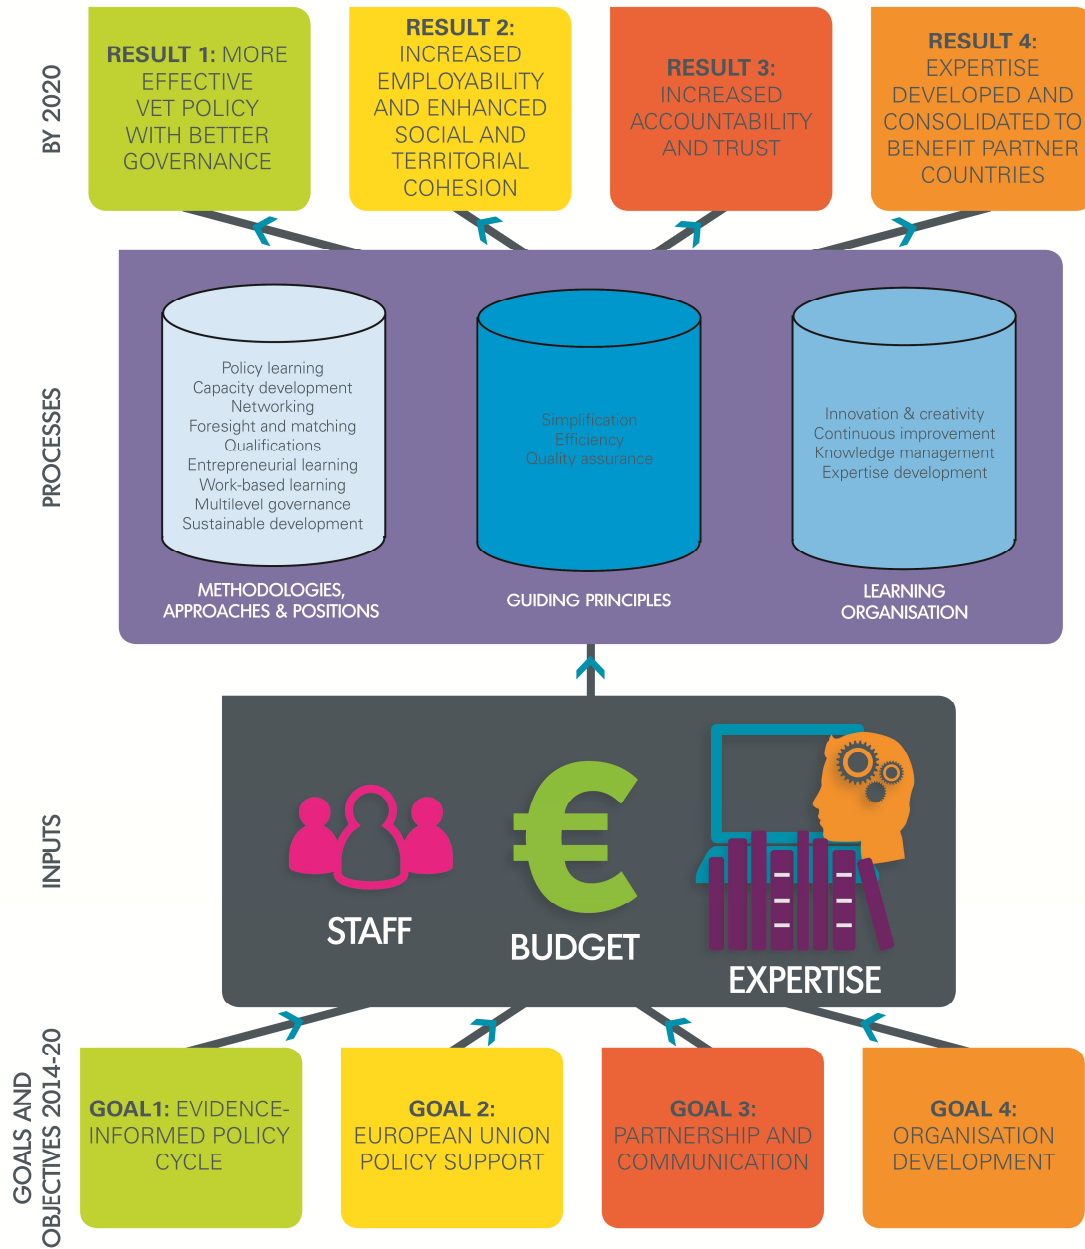 BY 2020
RESULT 1: MORE
EFFECTIVE
VET POLICY
WITH BETTER
GOVERNANCE
RESULT 2:
INCREASED
EMPLOYABILITY
AND ENHANCED
SOCIAL AND
TERRITORIAL
COHESION
RESULT 3:
INCREASED
ACCOUNTABILITY
AND TRUST
RESULT 4:
EXPERTISE
DEVELOPED AND
CONSOLIDATED TO
BENEFIT PARTNER
COUNTRIES
PROCESSES
Policy learning
Capacity development
Networking
Foresight and matching
Qualifications
Entrepreneurial learning
Work-based learning
Multilevel governance
Sustainable development
METHODOLOGIES,
APPROACHES & POSITIONS
Simplification
Efficiency
Quality assurance
GUIDING PRINCIPLES
Innovation & creativity
Continuous improvement
Knowledge management
Expertise development
LEARNING
ORGANISATION
INPUTS
STAFF
€
BUDGET
EXPERTISE
GOALS AND
OBJECTIVES 2014-20
GOAL1: EVIDENCE-
INFORMED POLICY
CYCLE
GOAL 2:
EUROPEAN UNION
POLICY SUPPORT
GOAL 3:
PARTNERSHIP AND
COMMUNICATION
GOAL 4:
ORGANISATION
DEVELOPMENT